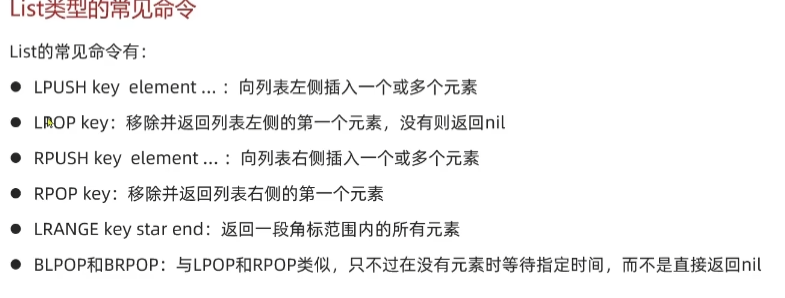 List类型的常见命令
List的常见命令有：
● LPUSH key element ... ：向列表左侧插入一个或多个元素
● LPOP key：移除并返回列表左侧的第一个元素，没有则返回nil
● RPUSH key element ... ：向列表右侧插入一个或多个元素
● RPOP key：移除并返回列表右侧的第一个元素
● LRANGE key star end：返回一段角标范围内的所有元素
● BLPOP和BRPOP：与LPOP和RPOP类似，只不过在没有元素时等待指定时间，而不是直接返回nil